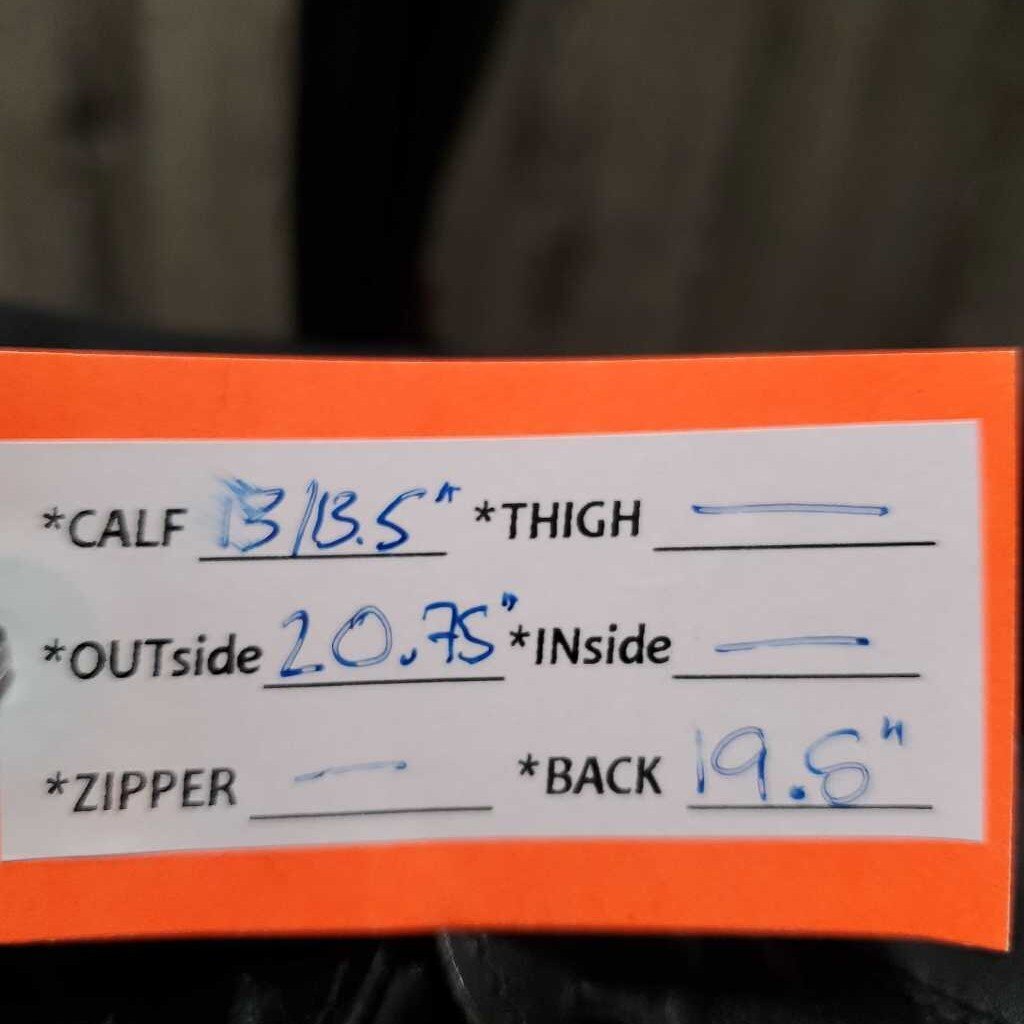 *CALF 13/13.5" *THIGH —
*OUTside 20.75" *INside —
*ZIPPER — *BACK 19.5"